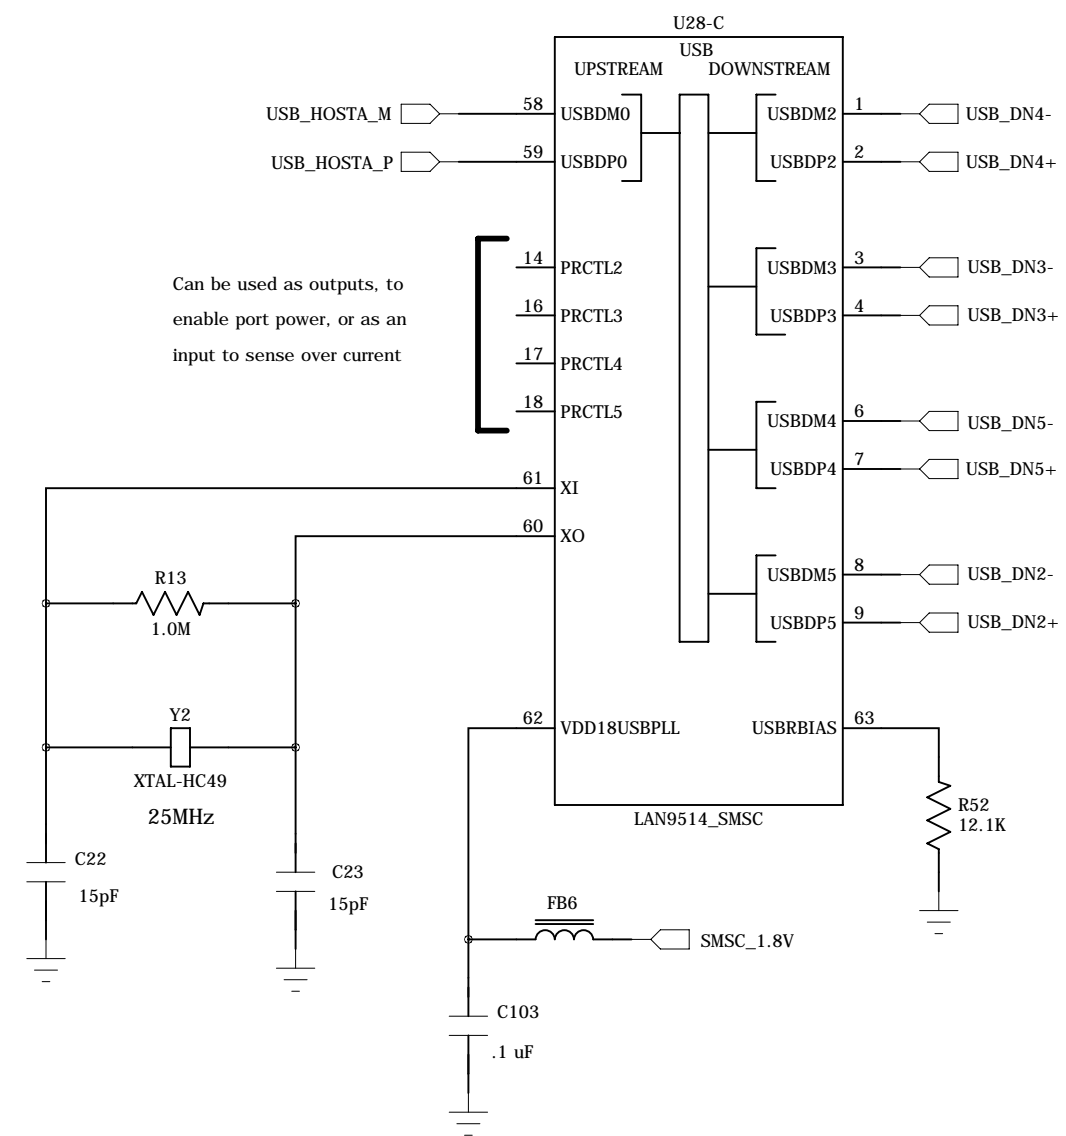 U28-C
USB
UPSTREAM DOWNSTREAM
USB_HOSTA_M 58 USBDM0 USBDM2 1 USB_DN4-
USB_HOSTA_P 59 USBDP0 USBDP2 2 USB_DN4+
14 PRCTL2 USBDM3 3 USB_DN3-
Can be used as outputs, to
enable port power, or as an
input to sense over current
16 PRCTL3 USBDP3 4 USB_DN3+
17 PRCTL4
18 PRCTL5 USBDM4 6 USB_DN5-
USBDP4 7 USB_DN5+
61 XI
60 XO
USBDM5 8 USB_DN2-
USBDP5 9 USB_DN2+
R13
1.0M
Y2
XTAL-HC49
25MHz
62 VDD18USBPLL USBRBIAS 63
LAN9514_SMSC
R52
12.1K
C22
15pF
C23
15pF
FB6
SMSC_1.8V
C103
.1 uF